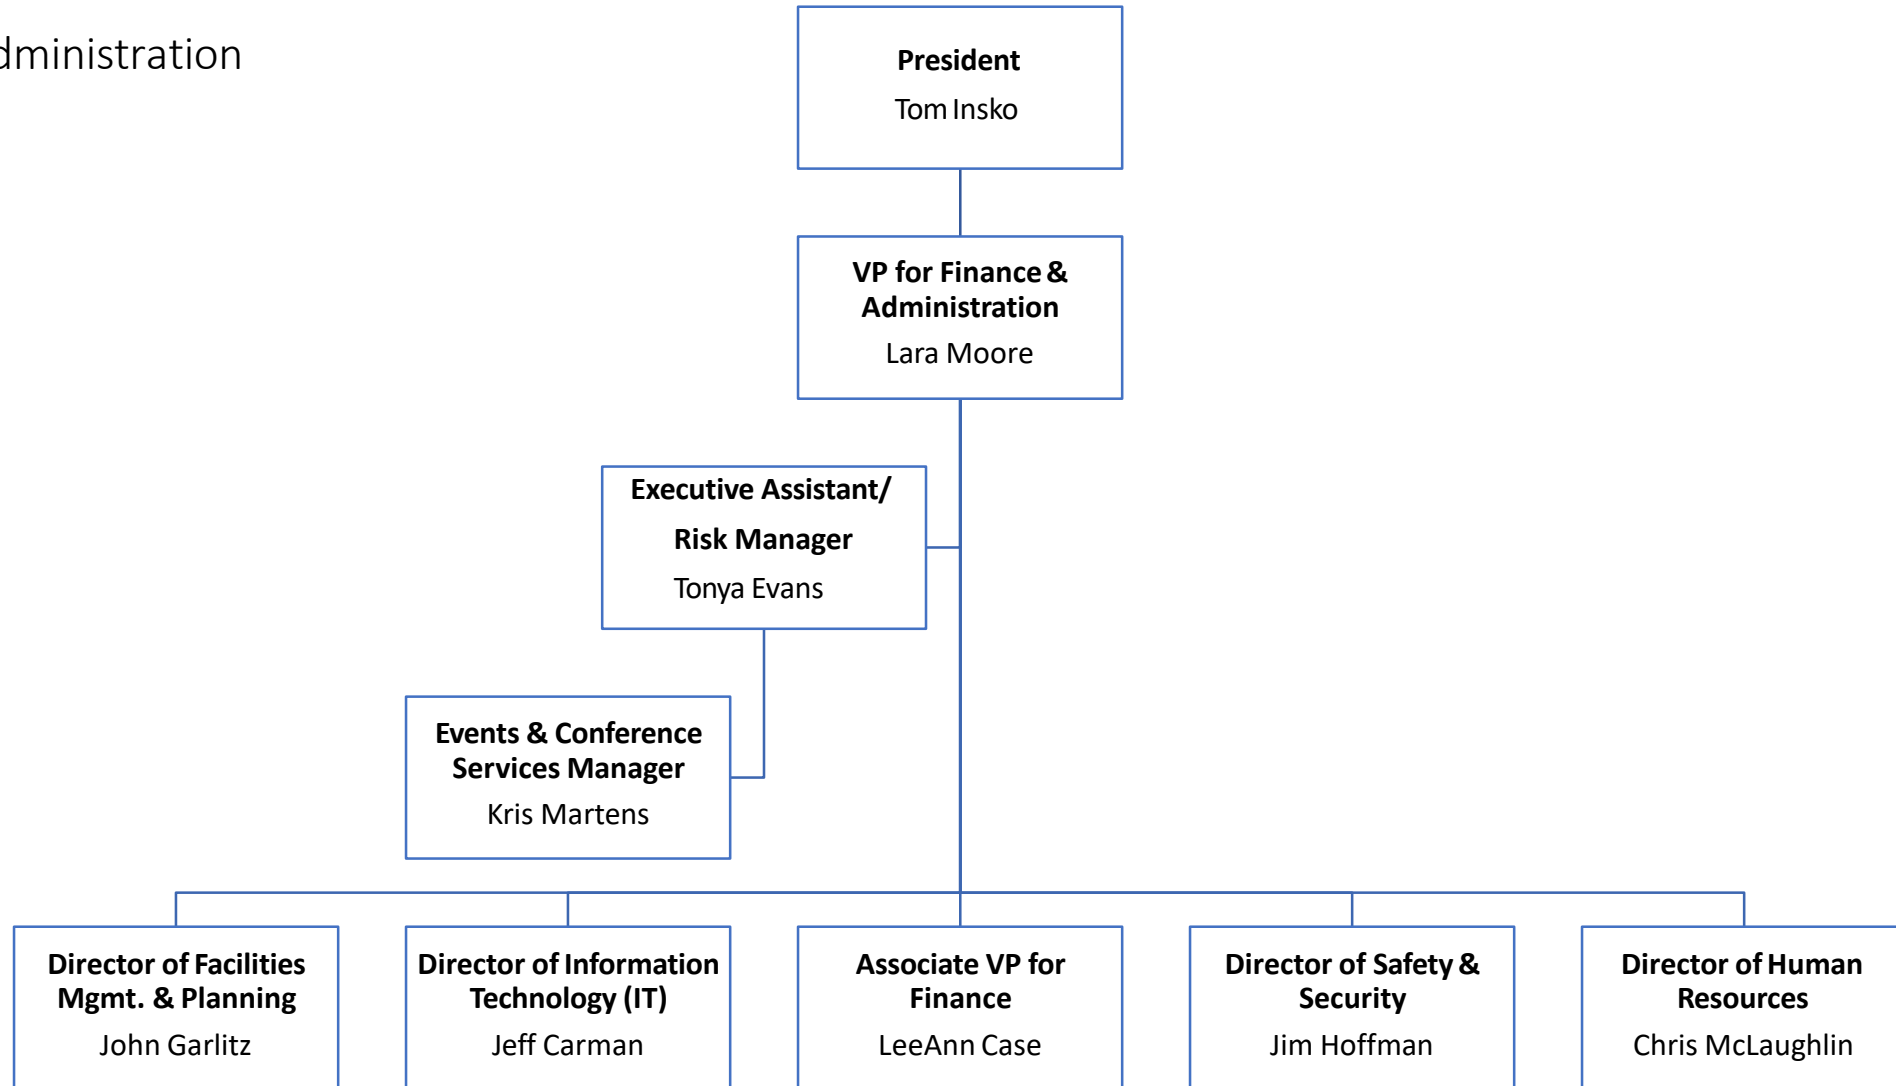 dministration
President
Tom Insko
VP for Finance &
Administration
Lara Moore
Executive Assistant/
Risk Manager
Tonya Evans
Events & Conference
Services Manager
Kris Martens
Director of Facilities
Mgmt. & Planning
John Garlitz
Director of Information
Technology (IT)
Jeff Carman
Associate VP for
Finance
LeeAnn Case
Director of Safety &
Security
Jim Hoffman
Director of Human
Resources
Chris McLaughlin